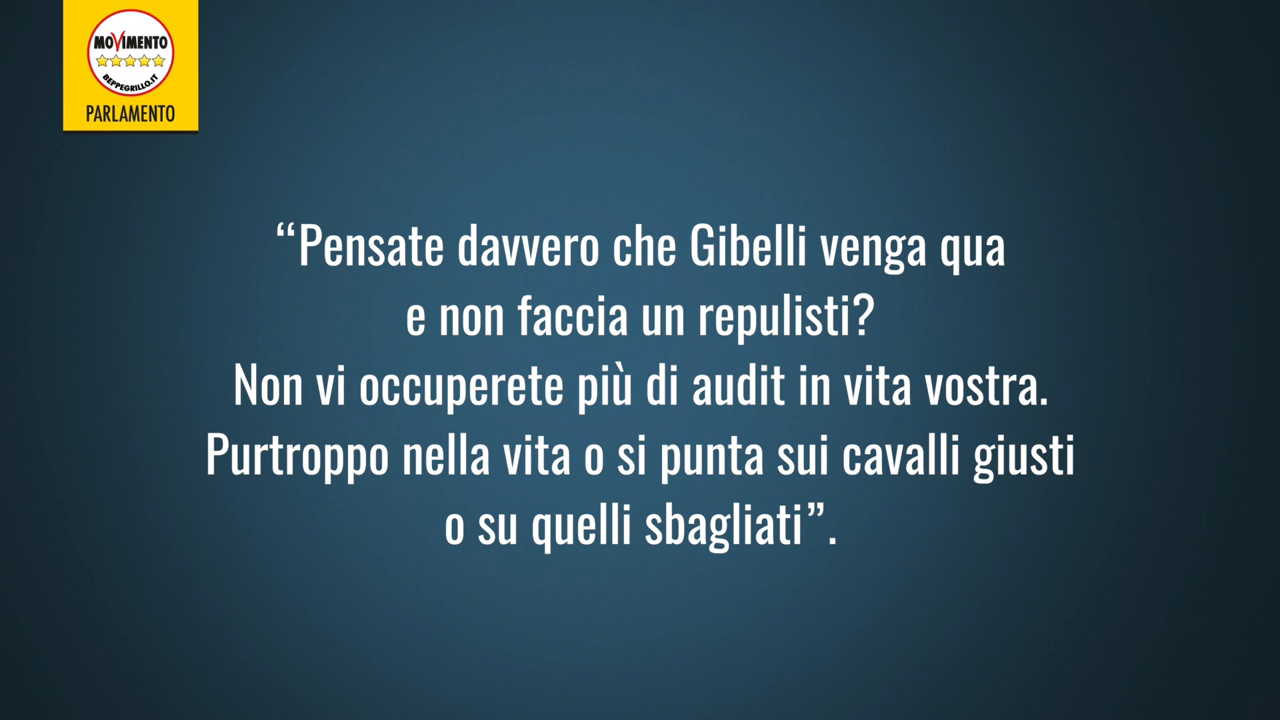 MOVIMENTO
BEPPEGRILLO.IT
PARLAMENTO
“Pensate davvero che Gibelli venga qua
e non faccia un repulisti?
Non vi occuperete più di audit in vita vostra.
Purtroppo nella vita o si punta sui cavalli giusti
o su quelli sbagliati”.